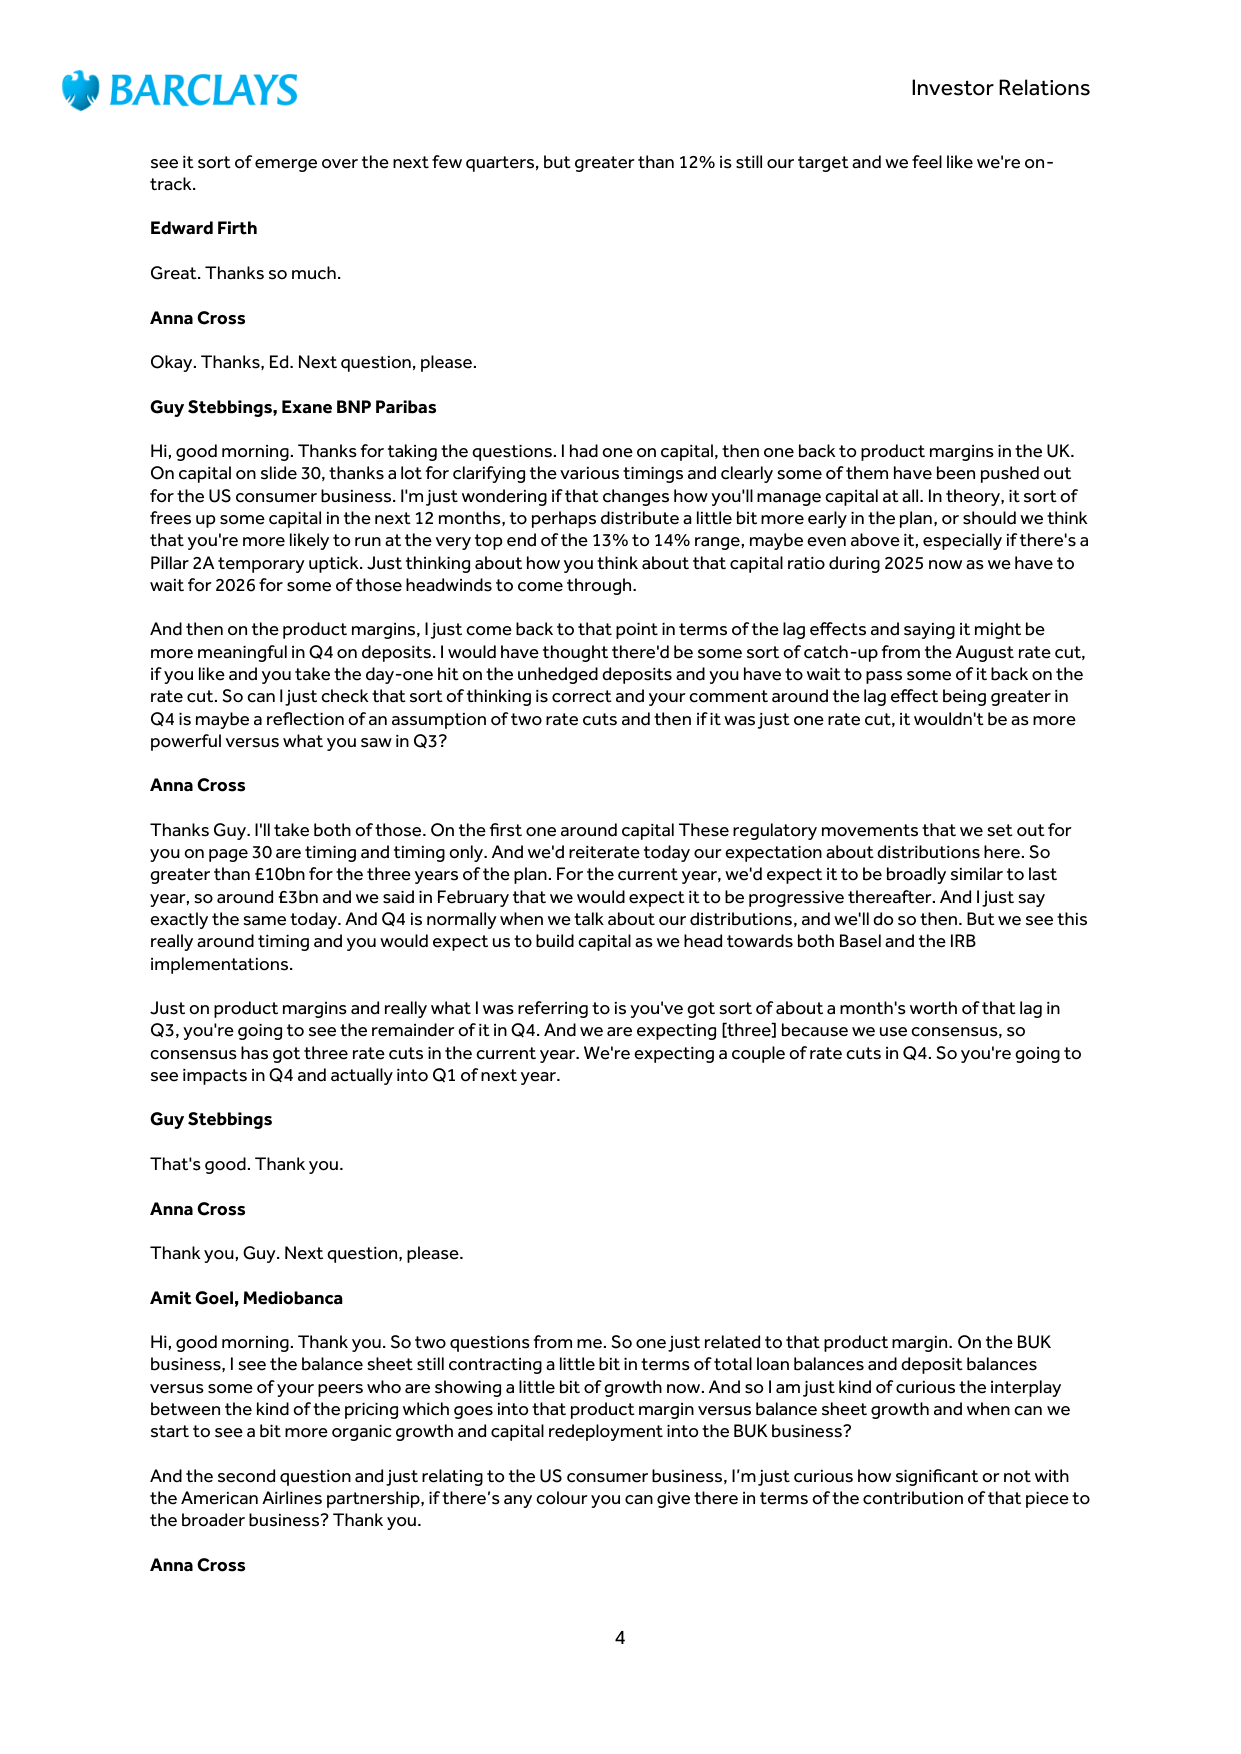 BARCLAYS
Investor Relations
see it sort of emerge over the next few quarters, but greater than 12% is still our target and we feel like we're on-
track.
Edward Firth
Great. Thanks so much.
Anna Cross
Okay. Thanks, Ed. Next question, please.
Guy Stebbings, Exane BNP Paribas
Hi, good morning. Thanks for taking the questions. I had one on capital, then one back to product margins in the UK.
On capital on slide 30, thanks a lot for clarifying the various timings and clearly some of them have been pushed out
for the US consumer business. I'm just wondering if that changes how you'll manage capital at all. In theory, it sort of
frees up some capital in the next 12 months, to perhaps distribute a little bit more early in the plan, or should we think
that you're more likely to run at the very top end of the 13% to 14% range, maybe even above it, especially if there's a
Pillar 2A temporary uptick. Just thinking about how you think about that capital ratio during 2025 now as we have to
wait for 2026 for some of those headwinds to come through.
And then on the product margins, I just come back to that point in terms of the lag effects and saying it might be
more meaningful in Q4 on deposits. I would have thought there'd be some sort of catch-up from the August rate cut,
if you like and you take the day-one hit on the unhedged deposits and you have to wait to pass some of it back on the
rate cut. So can I just check that sort of thinking is correct and your comment around the lag effect being greater in
Q4 is maybe a reflection of an assumption of two rate cuts and then if it was just one rate cut, it wouldn't be as more
powerful versus what you saw in Q3?
Anna Cross
Thanks Guy. I'll take both of those. On the first one around capital These regulatory movements that we set out for
you on page 30 are timing and timing only. And we'd reiterate today our expectation about distributions here. So
greater than £10bn for the three years of the plan. For the current year, we'd expect it to be broadly similar to last
year, so around £3bn and we said in February that we would expect it to be progressive thereafter. And I just say
exactly the same today. And Q4 is normally when we talk about our distributions, and we'll do so then. But we see this
really around timing and you would expect us to build capital as we head towards both Basel and the IRB
implementations.
Just on product margins and really what I was referring to is you've got sort of about a month's worth of that lag in
Q3, you're going to see the remainder of it in Q4. And we are expecting [three] because we use consensus, so
consensus has got three rate cuts in the current year. We're expecting a couple of rate cuts in Q4. So you're going to
see impacts in Q4 and actually into Q1 of next year.
Guy Stebbings
That's good. Thank you.
Anna Cross
Thank you, Guy. Next question, please.
Amit Goel, Mediobanca
Hi, good morning. Thank you. So two questions from me. So one just related to that product margin. On the BUK
business, I see the balance sheet still contracting a little bit in terms of total loan balances and deposit balances
versus some of your peers who are showing a little bit of growth now. And so I am just kind of curious the interplay
between the kind of the pricing which goes into that product margin versus balance sheet growth and when can we
start to see a bit more organic growth and capital redeployment into the BUK business?
And the second question and just relating to the US consumer business, I'm just curious how significant or not with
the American Airlines partnership, if there's any colour you can give there in terms of the contribution of that piece to
the broader business? Thank you.
Anna Cross
4